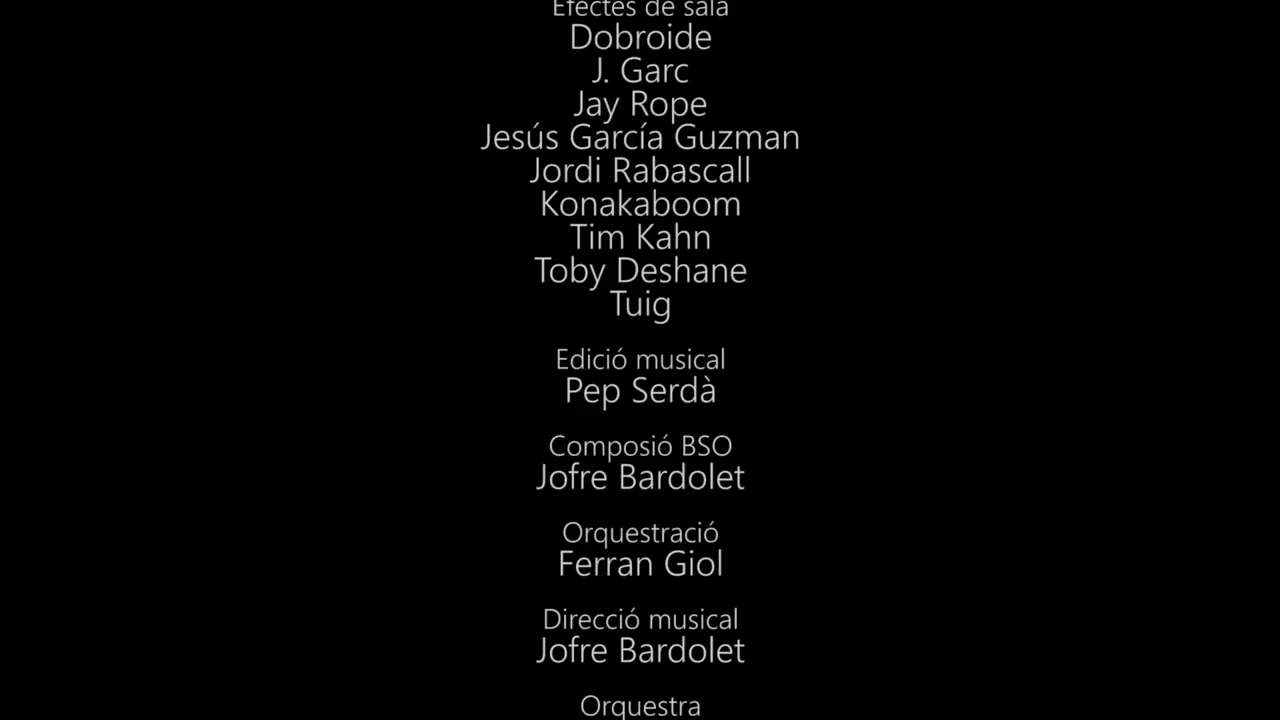 Efectes de sala
Dobroide
J. Garc
Jay Rope
Jesús García Guzman
Jordi Rabascall
Konakaboom
Tim Kahn
Toby Deshane
Tuig
Edició musical
Pep Serdà
Composió BSO
Jofre Bardolet
Orquestració
Ferran Giol
Direcció musical
Jofre Bardolet
Orquestra